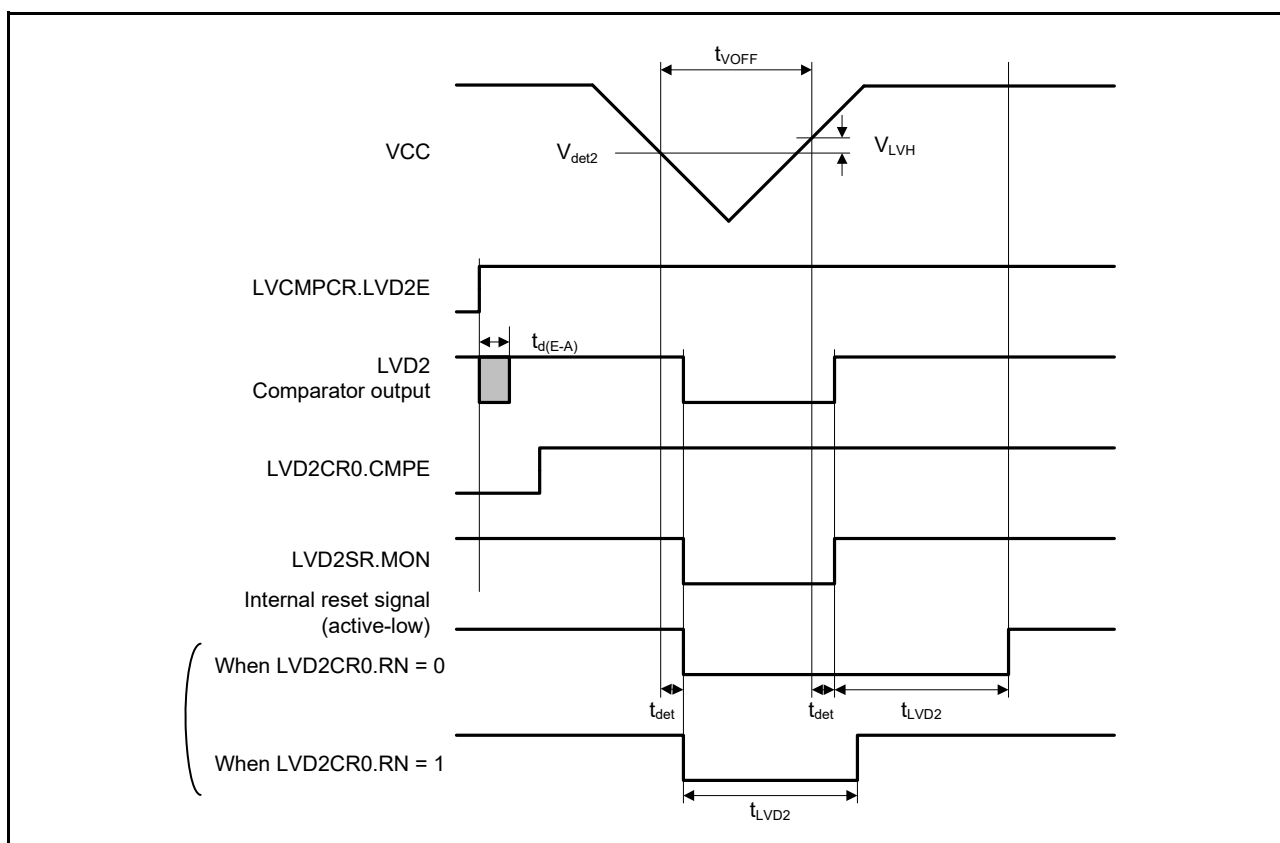 tVOFF
VCC
Vdet2
VLVH
LVCMPCR.LVD2E
td(E-A)
LVD2
Comparator output
LVD2CR0.CMPE
LVD2SR.MON
Internal reset signal
(active-low)
When LVD2CR0.RN = 0
tdet
tdet
tLVD2
When LVD2CR0.RN = 1
tLVD2